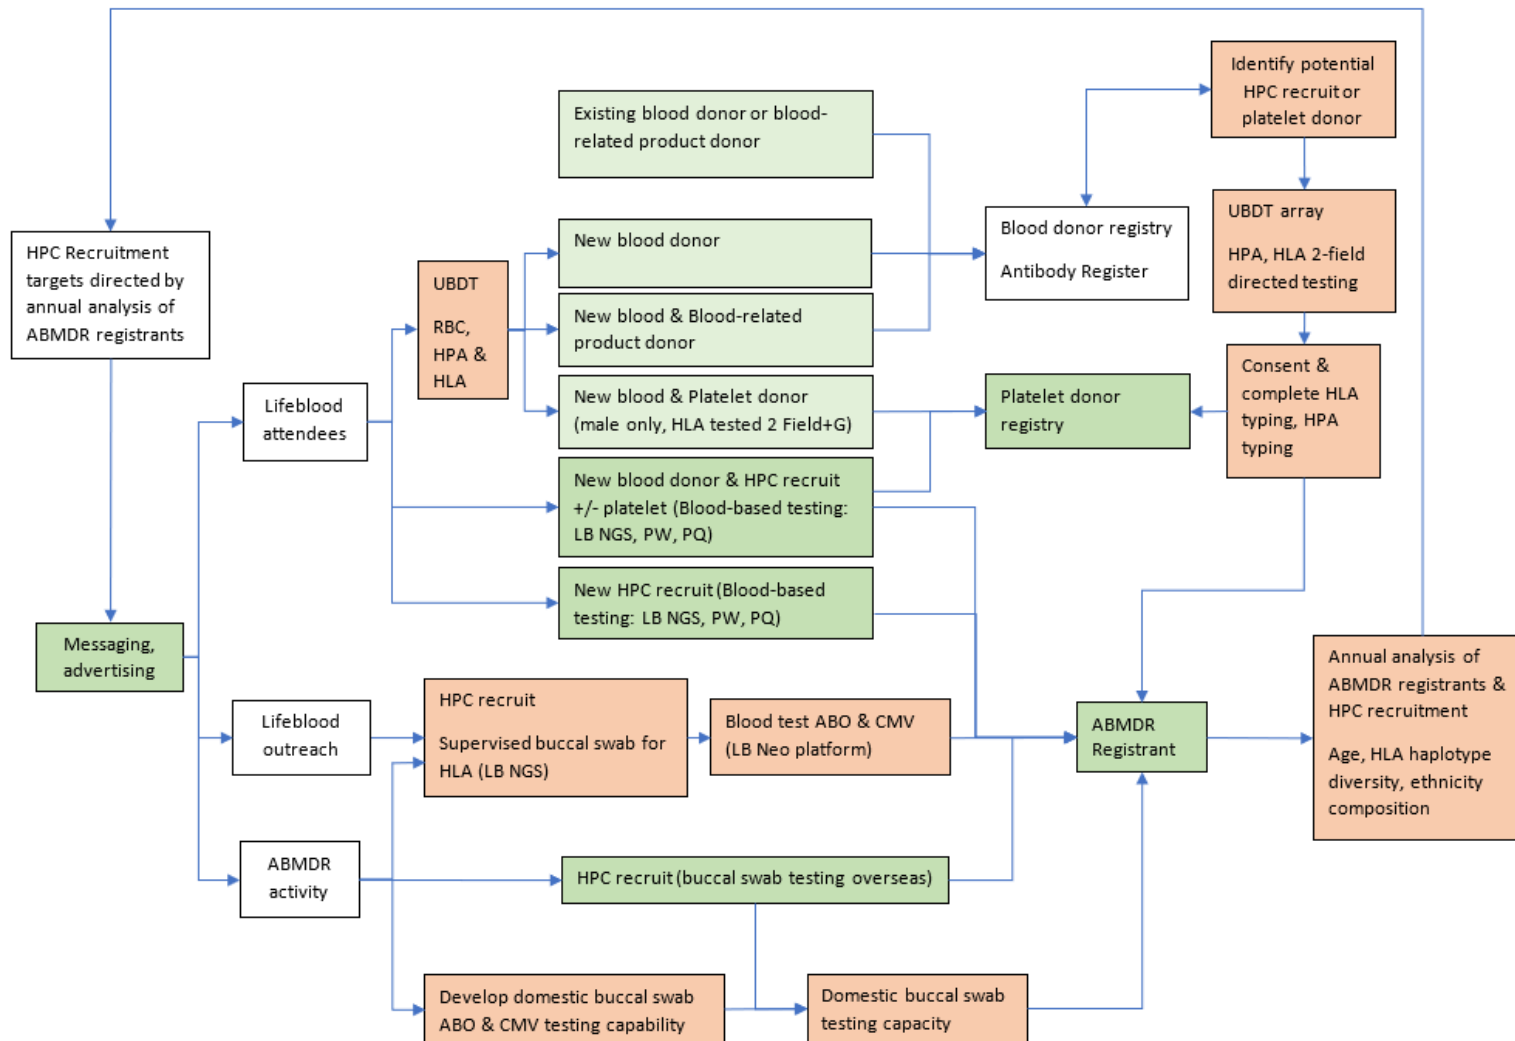 HPC Recruitment
targets directed by
annual analysis of
ABMDR registrants
Messaging,
advertising
Lifeblood
attendees
Lifeblood
outreach
ABMDR
activity
UBDT
RBC,
HPA &
HLA
Existing blood donor or blood-
related product donor
New blood donor
New blood & Blood-related
product donor
New blood & Platelet donor
(male only, HLA tested 2 Field+G)
New blood donor & HPC recruit
+/- platelet (Blood-based testing:
LB NGS, PW, PQ)
New HPC recruit (Blood-based
testing: LB NGS, PW, PQ)
HPC recruit
Supervised buccal swab for
HLA (LB NGS)
Blood test ABO & CMV
(LB Neo platform)
HPC recruit (buccal swab testing overseas)
Develop domestic buccal swab
ABO & CMV testing capability
Domestic buccal swab
testing capacity
Blood donor registry
Antibody Register
Platelet donor
registry
ABMDR
Registrant
Identify potential
HPC recruit or
platelet donor
UBDT array
HPA, HLA 2-field
directed testing
Consent &
complete HLA
typing, HPA
typing
Annual analysis of
ABMDR registrants &
HPC recruitment
Age, HLA haplotype
diversity, ethnicity
composition